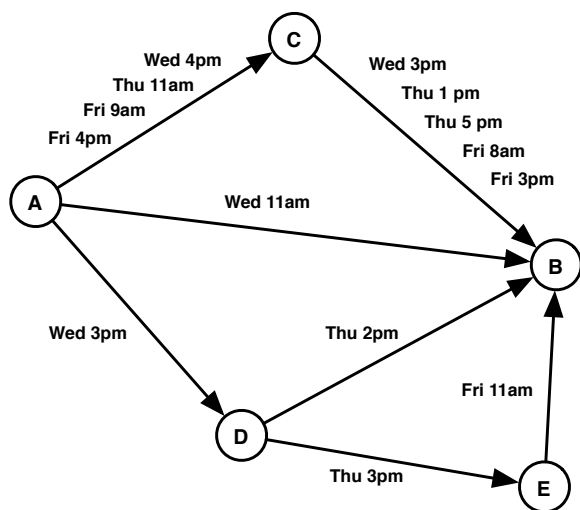 C
Wed 4pm
Thu 11am
Fri 9am
Fri 4pm
Wed 3pm
Thu 1 pm
Thu 5 pm
Fri 8am
Fri 3pm
A
Wed 11am
B
Wed 3pm
Thu 2pm
Fri 11am
D
Thu 3pm
E